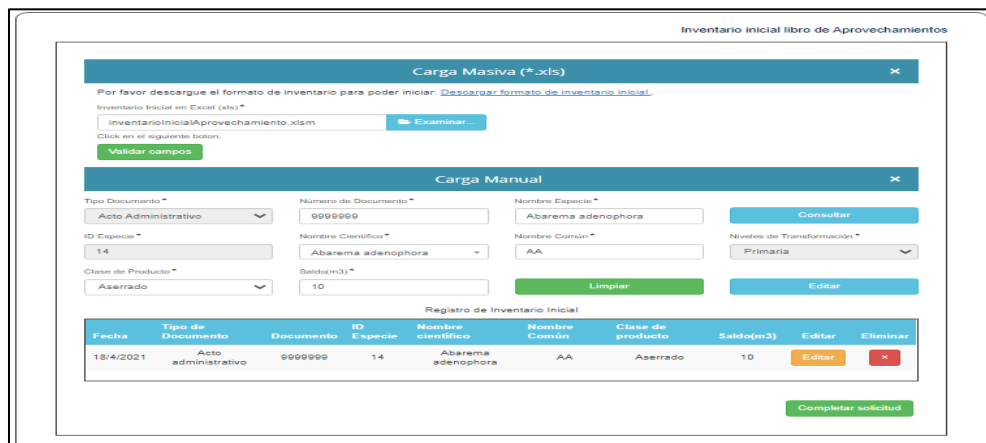 Inventario inicial libro de Aprovechamientos
Carga Masiva (*.xls) ×
Por favor descargue el formato de inventario para poder iniciar: Descargar formato de inventario inicial..
Inventario Inicial en Excel (xls) *
inventarioInicialAprovechamiento.xlsm Examinar...
Click en el siguiente boton.
Validar campos
Carga Manual ×
Tipo Documento * Número de Documento * Nombre Especie *
Acto Administrativo 9999999 Abarema adenophora Consultar
ID Especie * Nombre Científico * Nombre Común * Niveles de Transformación *
14 Abarema adenophora AA Primaria
Clase de Producto * Saldo(m3) *
Aserrado 10 Limpiar Editar
Registro de Inventario Inicial
Fecha Tipo de Documento Documento ID Especie Nombre científico Nombre Común Clase de producto Saldo(m3) Editar Eliminar
18/4/2021 Acto administrativo 9999999 14 Abarema adenophora AA Aserrado 10 Editar ×
Completar solicitud